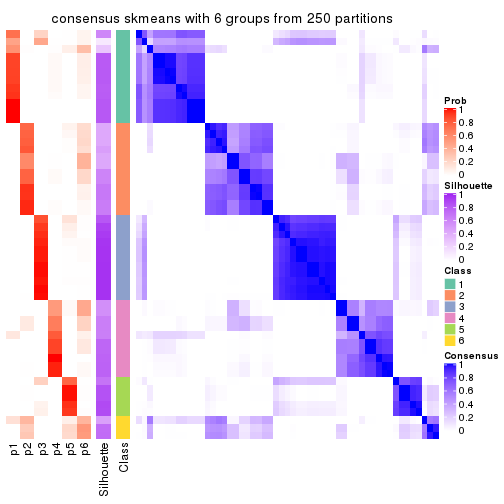 consensus skmeans with 6 groups from 250 partitions
Prob
1
0.8
0.6
0.4
0.2
0
Silhouette
1
0.8
0.6
0.4
0.2
0
Class
1
2
3
4
5
6
Consensus
1
0.8
0.6
0.4
0.2
0
p1
p2
p3
p4
p5
p6
Silhouette
Class